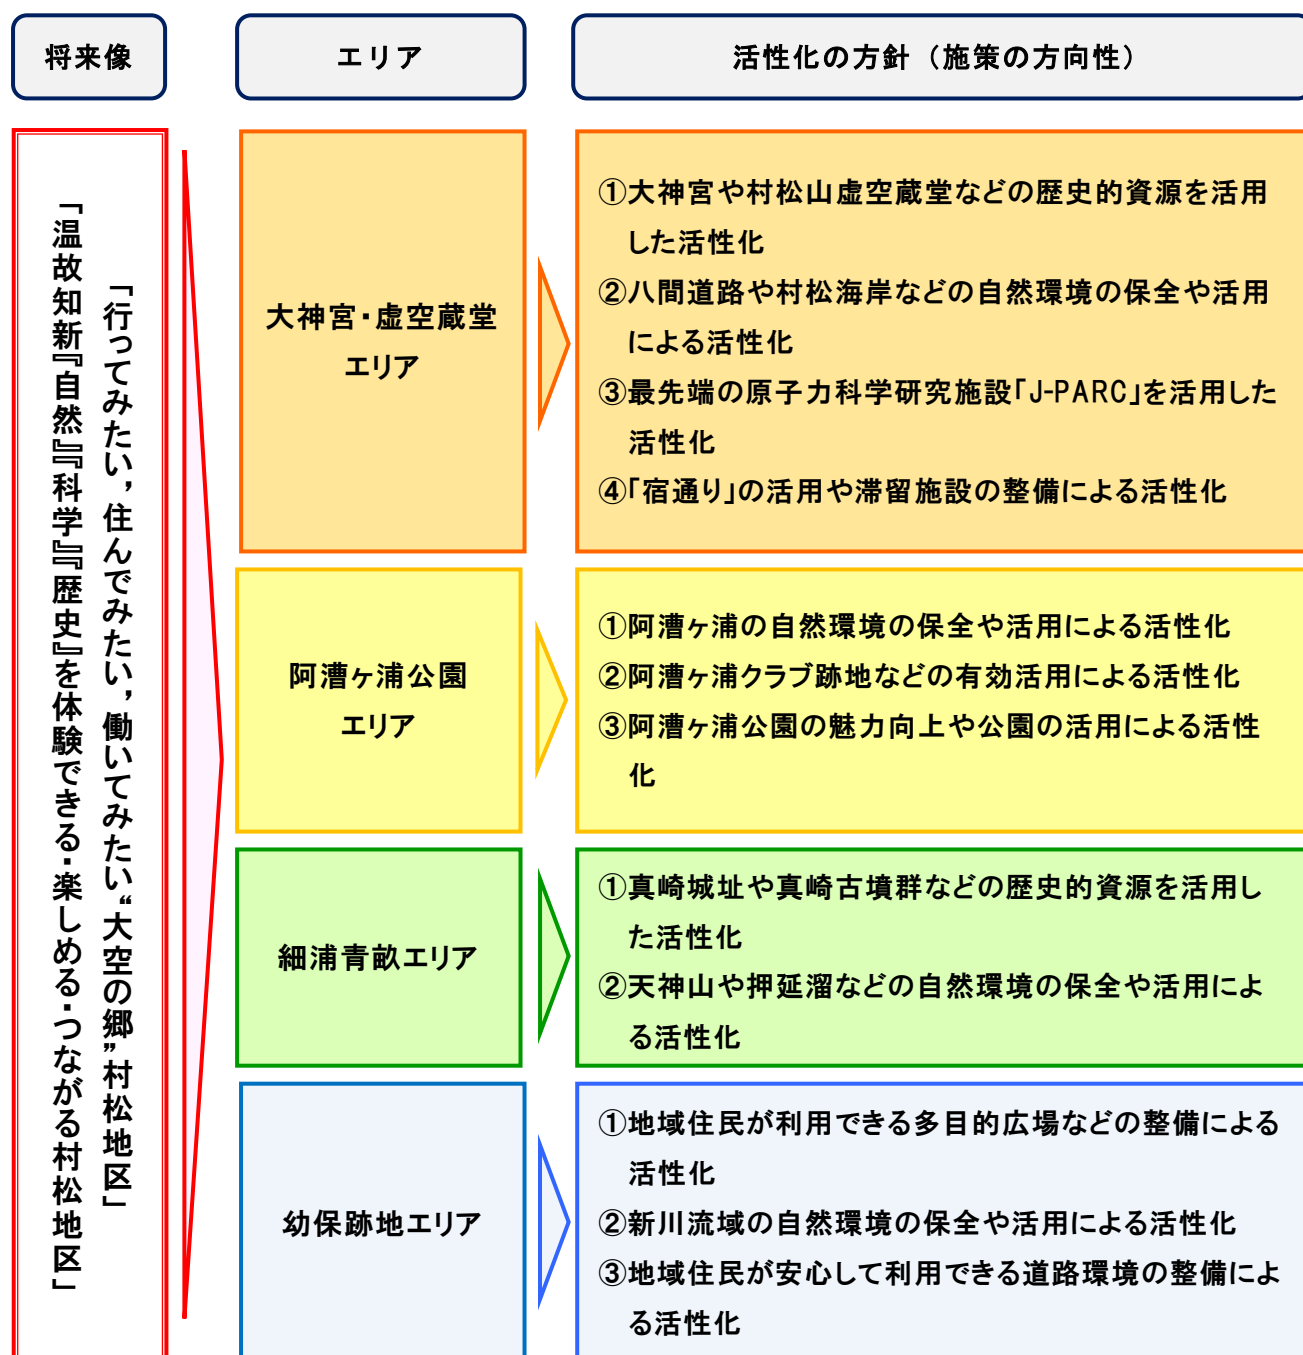 将来像
エリア
活性化の方針（施策の方向性）
「行ってみたい，住んでみたい，働いてみたい“大空の郷”村松地区」
「温故知新『自然』『科学』『歴史』を体験できる・楽しめる・つながる村松地区」
大神宮・虚空蔵堂
エリア
①大神宮や村松山虚空蔵堂などの歴史的資源を活用
した活性化
②八間道路や村松海岸などの自然環境の保全や活用
による活性化
③最先端の原子力科学研究施設「J-PARC」を活用した
活性化
④「宿通り」の活用や滞留施設の整備による活性化
阿漕ヶ浦公園
エリア
①阿漕ヶ浦の自然環境の保全や活用による活性化
②阿漕ヶ浦クラブ跡地などの有効活用による活性化
③阿漕ヶ浦公園の魅力向上や公園の活用による活性
化
細浦青畝エリア
①真崎城址や真崎古墳群などの歴史的資源を活用し
た活性化
②天神山や押延溜などの自然環境の保全や活用によ
る活性化
幼保跡地エリア
①地域住民が利用できる多目的広場などの整備による
活性化
②新川流域の自然環境の保全や活用による活性化
③地域住民が安心して利用できる道路環境の整備によ
る活性化